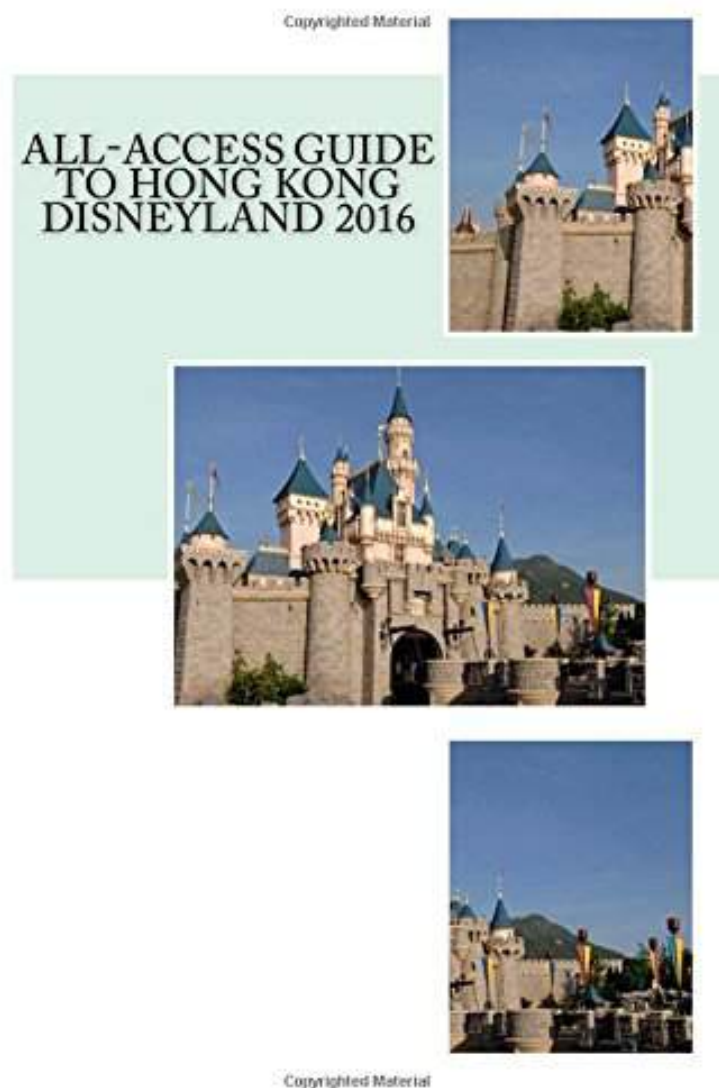 Copyrighted Material
ALL-ACCESS GUIDE
TO HONG KONG
DISNEYLAND 2016
Copyrighted Material